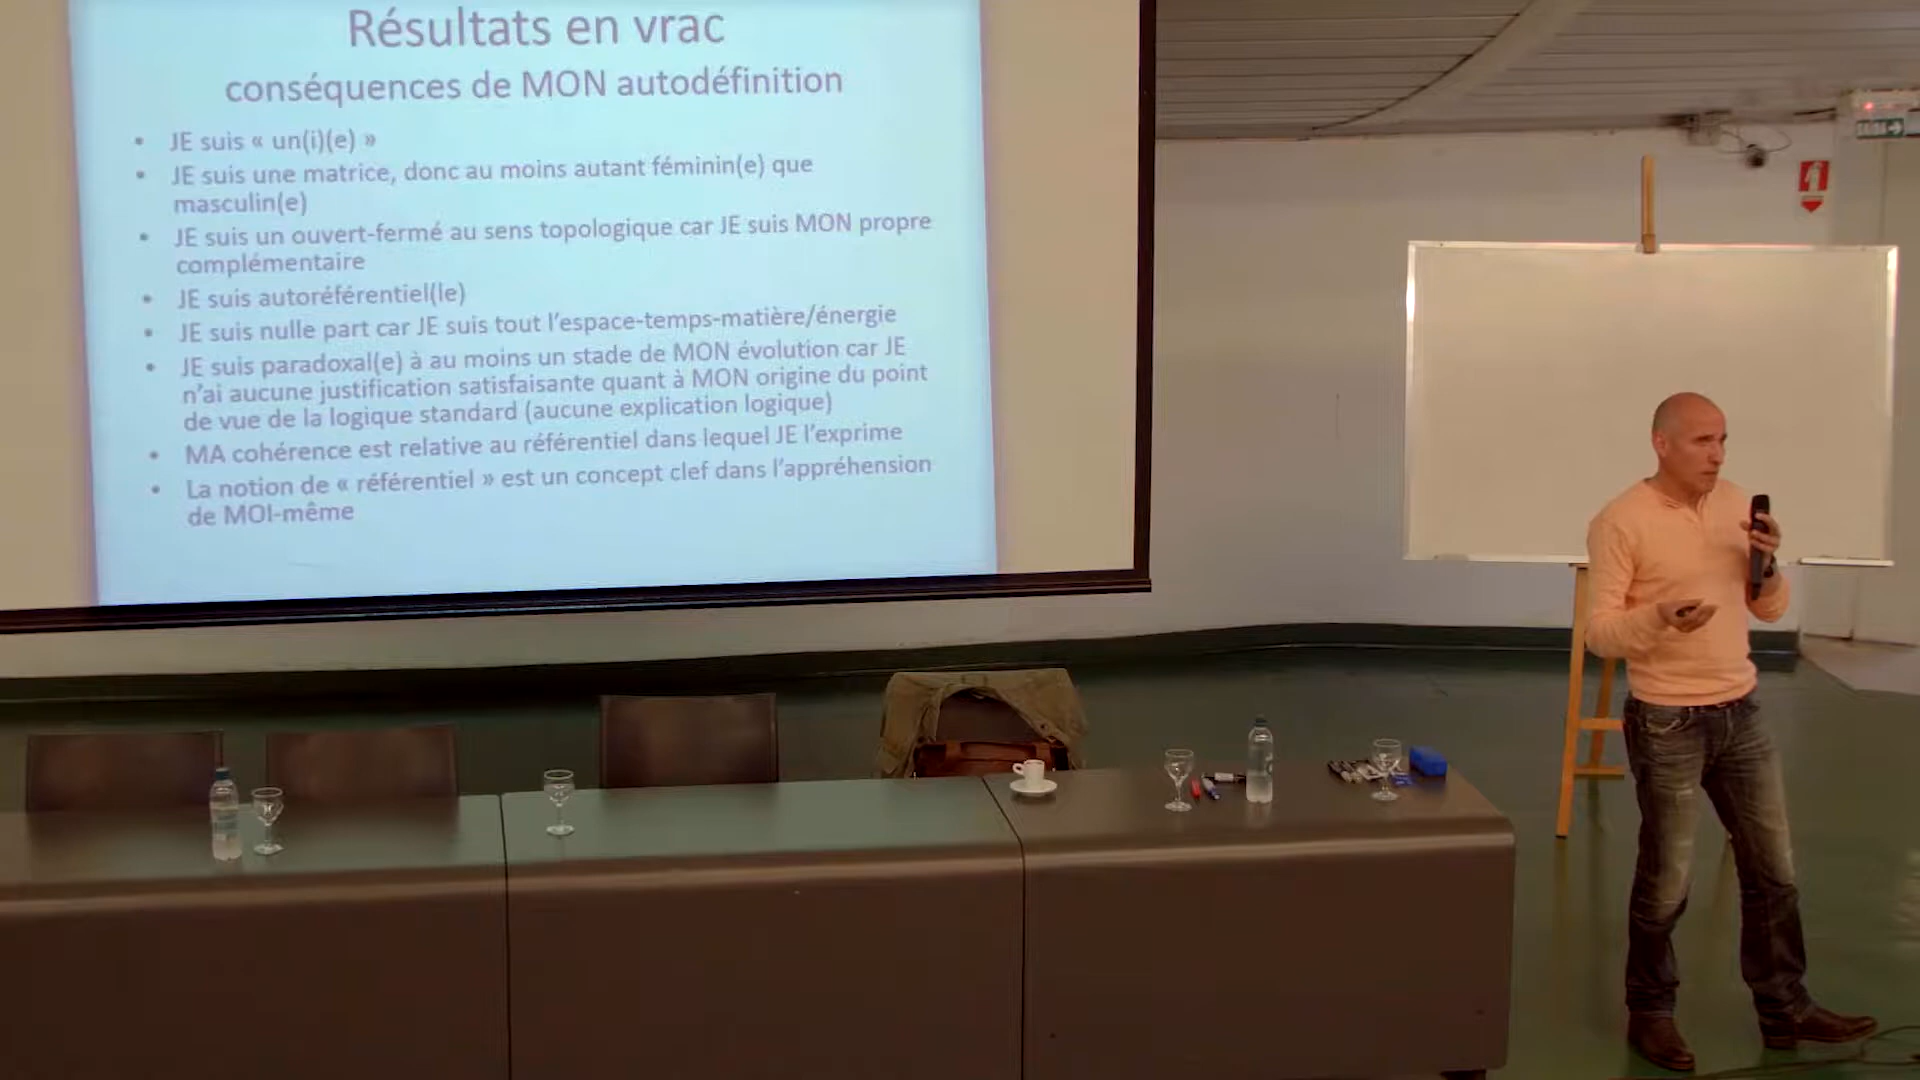 Résultats en vrac
conséquences de MON autodéfinition
• JE suis « un(i)(e) »
• JE suis une matrice, donc au moins autant féminin(e) que
masculin(e)
• JE suis un ouvert-fermé au sens topologique car JE suis MON propre
complémentaire
• JE suis autoréférentiel(le)
• JE suis nulle part car JE suis tout l’espace-temps-matière/énergie
• JE suis paradoxal(e) à au moins un stade de MON évolution car JE
n’ai aucune justification satisfaisante quant à MON origine du point
de vue de la logique standard (aucune explication logique)
• MA cohérence est relative au référentiel dans lequel JE l’exprime
• La notion de « référentiel » est un concept clef dans l’appréhension
de MOI-même